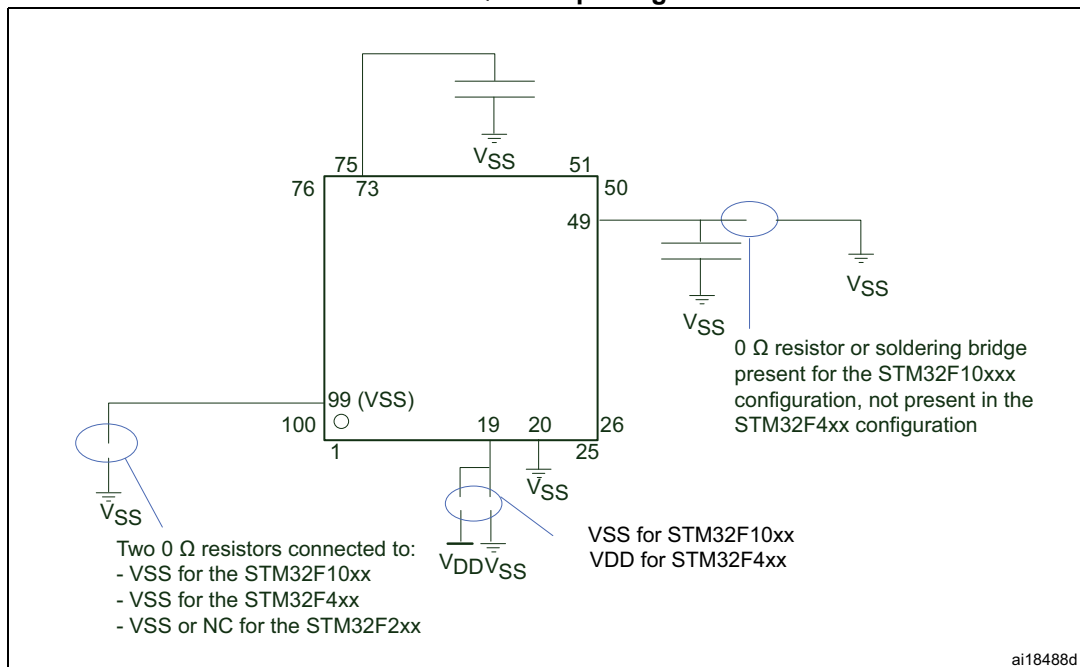 VSS
75
51
76
73
50
49
VSS
VSS
0 Ω resistor or soldering bridge
present for the STM32F10xxx
configuration, not present in the
STM32F4xx configuration
99 (VSS)
100
19
20
26
1
25
VSS
VSS
VDD VSS
Two 0 Ω resistors connected to:
- VSS for the STM32F10xx
- VSS for the STM32F4xx
- VSS or NC for the STM32F2xx
VSS for STM32F10xx
VDD for STM32F4xx
ai18488d